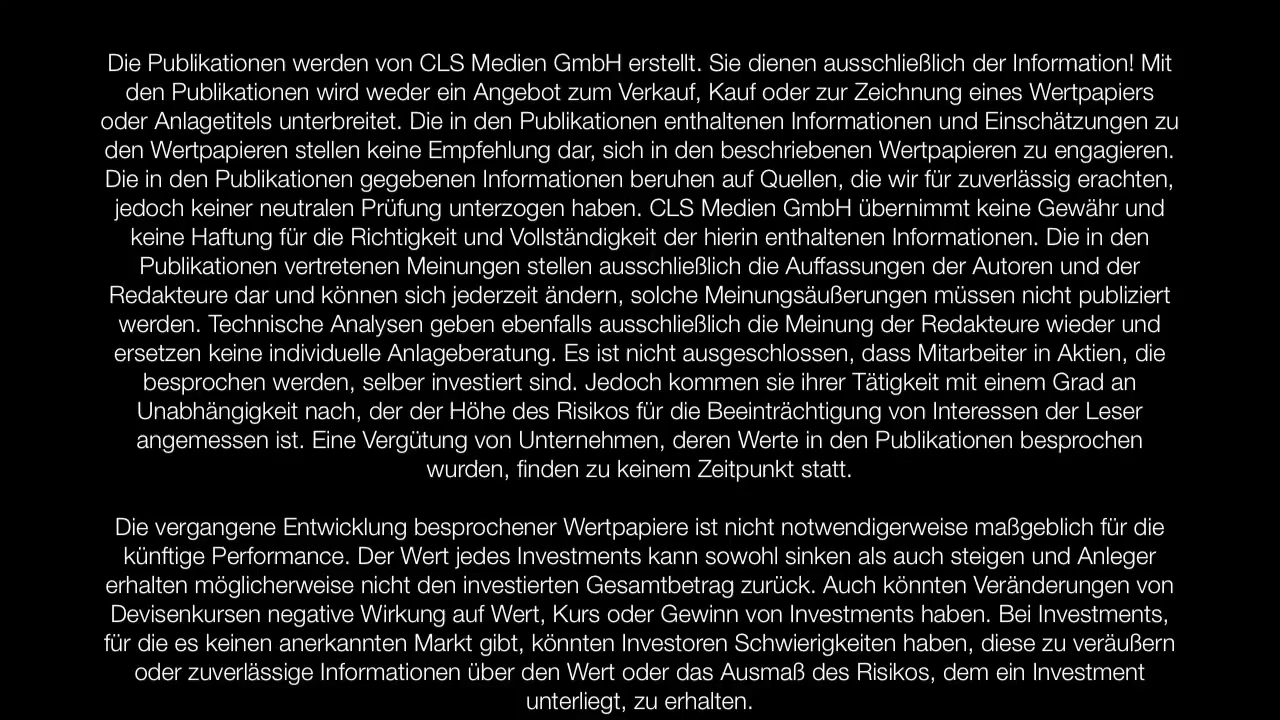 Die Publikationen werden von CLS Medien GmbH erstellt. Sie dienen ausschließlich der Information! Mit
den Publikationen wird weder ein Angebot zum Verkauf, Kauf oder zur Zeichnung eines Wertpapiers
oder Anlagetitels unterbreitet. Die in den Publikationen enthaltenen Informationen und Einschätzungen zu
den Wertpapieren stellen keine Empfehlung dar, sich in den beschriebenen Wertpapieren zu engagieren.
Die in den Publikationen gegebenen Informationen beruhen auf Quellen, die wir für zuverlässig erachten,
jedoch keiner neutralen Prüfung unterzogen haben. CLS Medien GmbH übernimmt keine Gewähr und
keine Haftung für die Richtigkeit und Vollständigkeit der hierin enthaltenen Informationen. Die in den
Publikationen vertretenen Meinungen stellen ausschließlich die Auffassungen der Autoren und der
Redakteure dar und können sich jederzeit ändern, solche Meinungsäußerungen müssen nicht publiziert
werden. Technische Analysen geben ebenfalls ausschließlich die Meinung der Redakteure wieder und
ersetzen keine individuelle Anlageberatung. Es ist nicht ausgeschlossen, dass Mitarbeiter in Aktien, die
besprochen werden, selber investiert sind. Jedoch kommen sie ihrer Tätigkeit mit einem Grad an
Unabhängigkeit nach, der der Höhe des Risikos für die Beeinträchtigung von Interessen der Leser
angemessen ist. Eine Vergütung von Unternehmen, deren Werte in den Publikationen besprochen
wurden, finden zu keinem Zeitpunkt statt.
Die vergangene Entwicklung besprochener Wertpapiere ist nicht notwendigerweise maßgeblich für die
künftige Performance. Der Wert jedes Investments kann sowohl sinken als auch steigen und Anleger
erhalten möglicherweise nicht den investierten Gesamtbetrag zurück. Auch könnten Veränderungen von
Devisenkursen negative Wirkung auf Wert, Kurs oder Gewinn von Investments haben. Bei Investments,
für die es keinen anerkannten Markt gibt, könnten Investoren Schwierigkeiten haben, diese zu veräußern
oder zuverlässige Informationen über den Wert oder das Ausmaß des Risikos, dem ein Investment
unterliegt, zu erhalten.